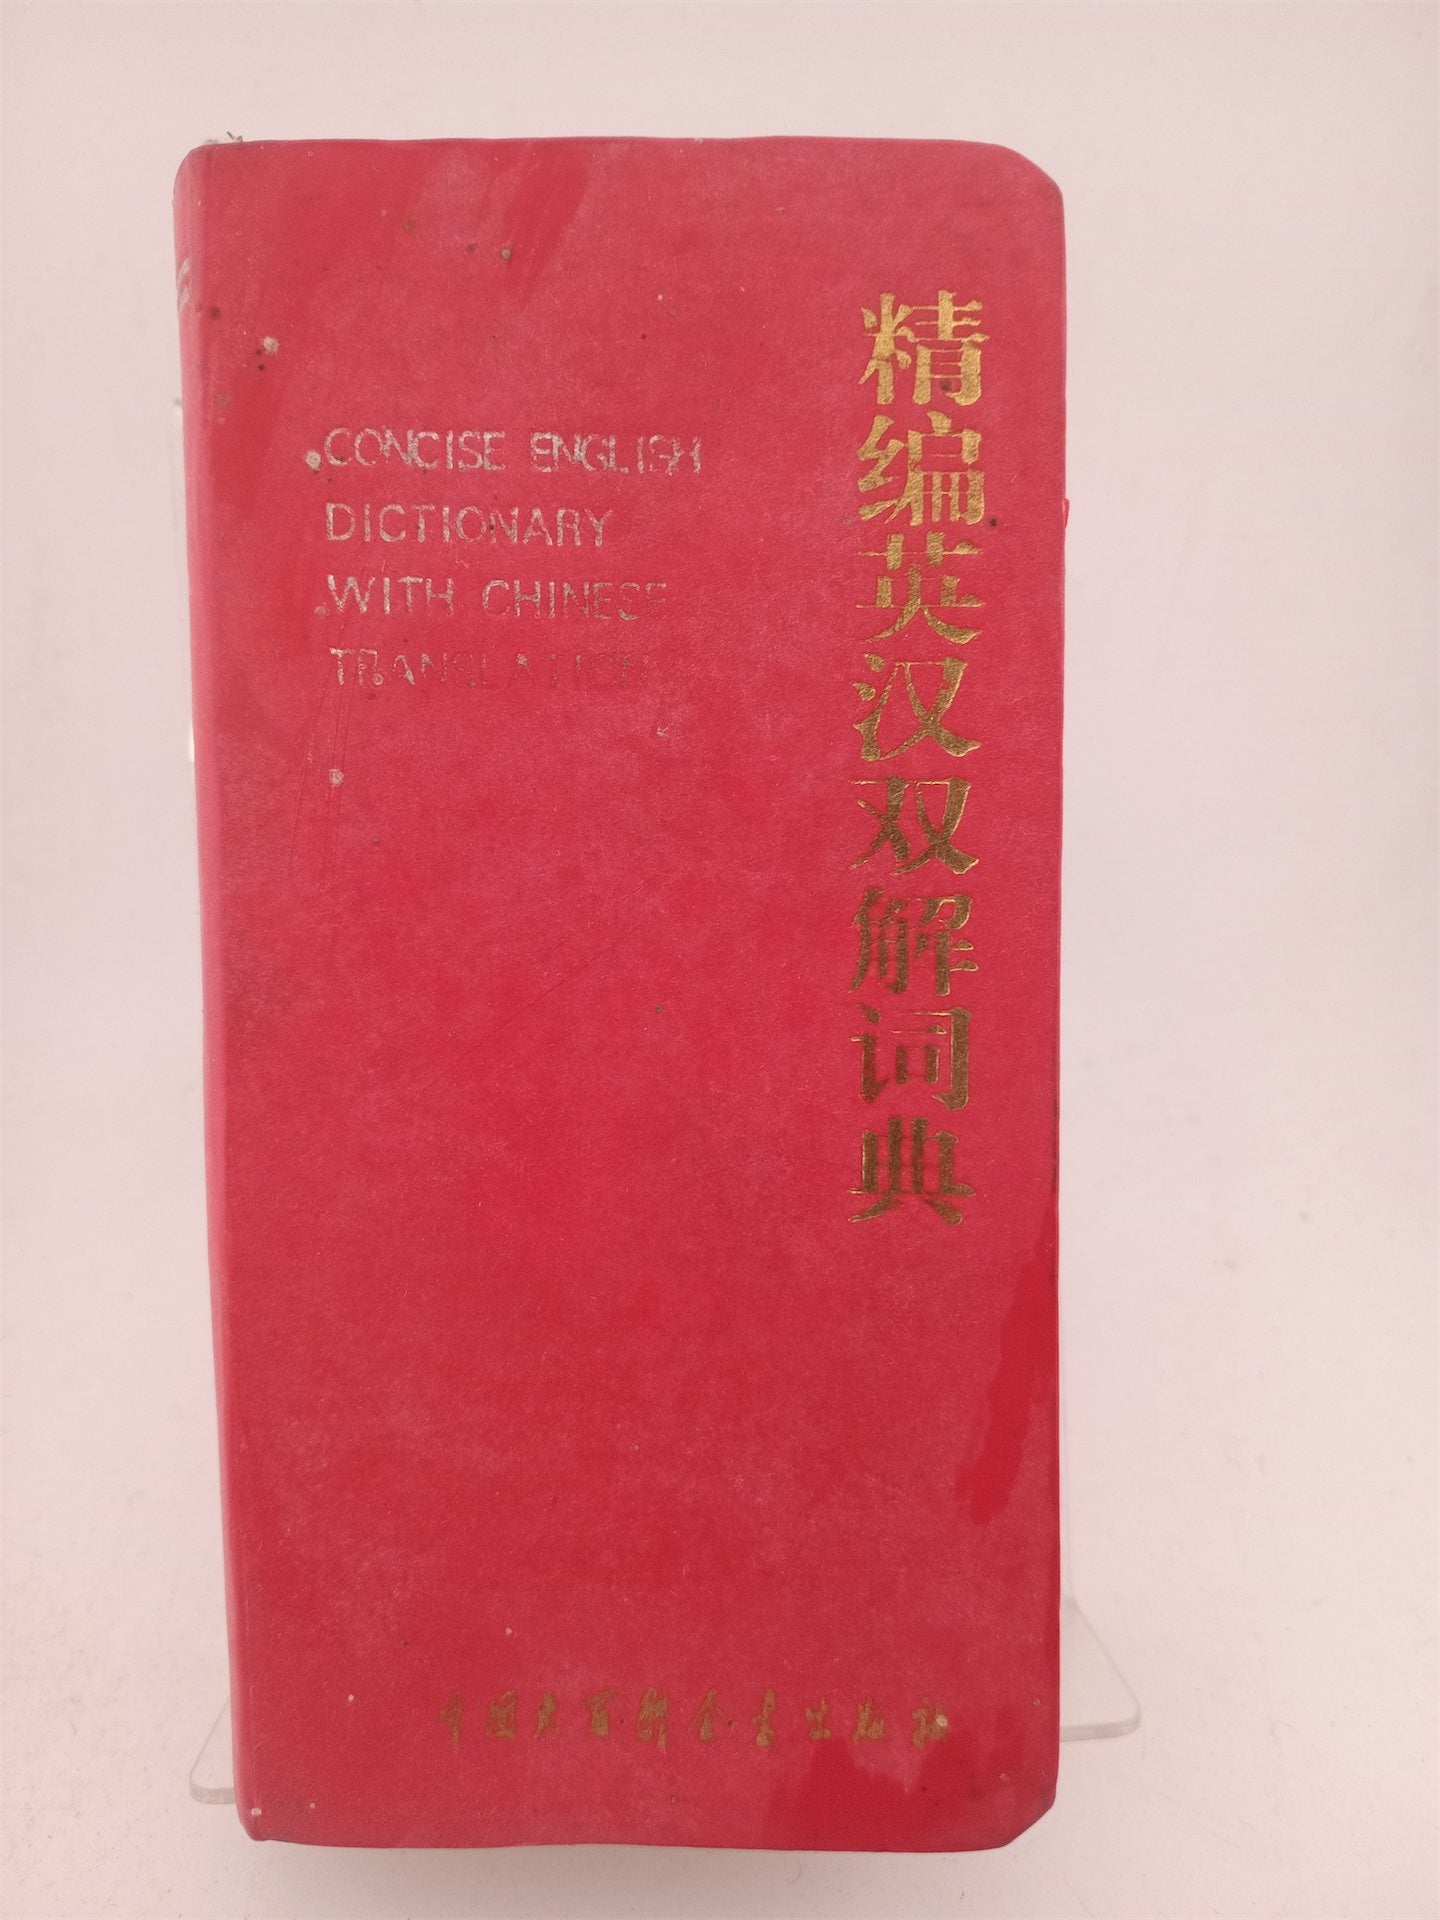 CONCISE ENGLISH
DICTIONARY
WITH CHINESE
TRANSLATION
精编英汉双解词典
中国大百科全书出版社